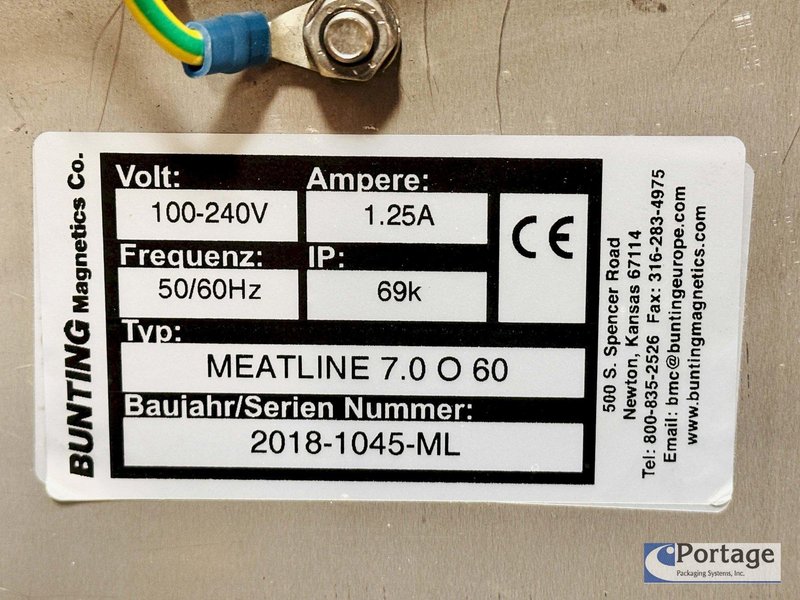 BUNTING Magnetics Co.
Volt:
100-240V
Ampere:
1.25A
CE
Frequenz:
50/60Hz
IP:
69k
Typ:
MEATLINE 7.0 O 60
Baujahr/Serien Nummer:
2018-1045-ML
500 S. Spencer Road
Newton, Kansas 67114
Tel: 800-835-2526 Fax: 316-283-4975
Email: bmc@buntingeurope.com
www.buntingmagnetics.com
Portage
Packaging Systems, Inc.